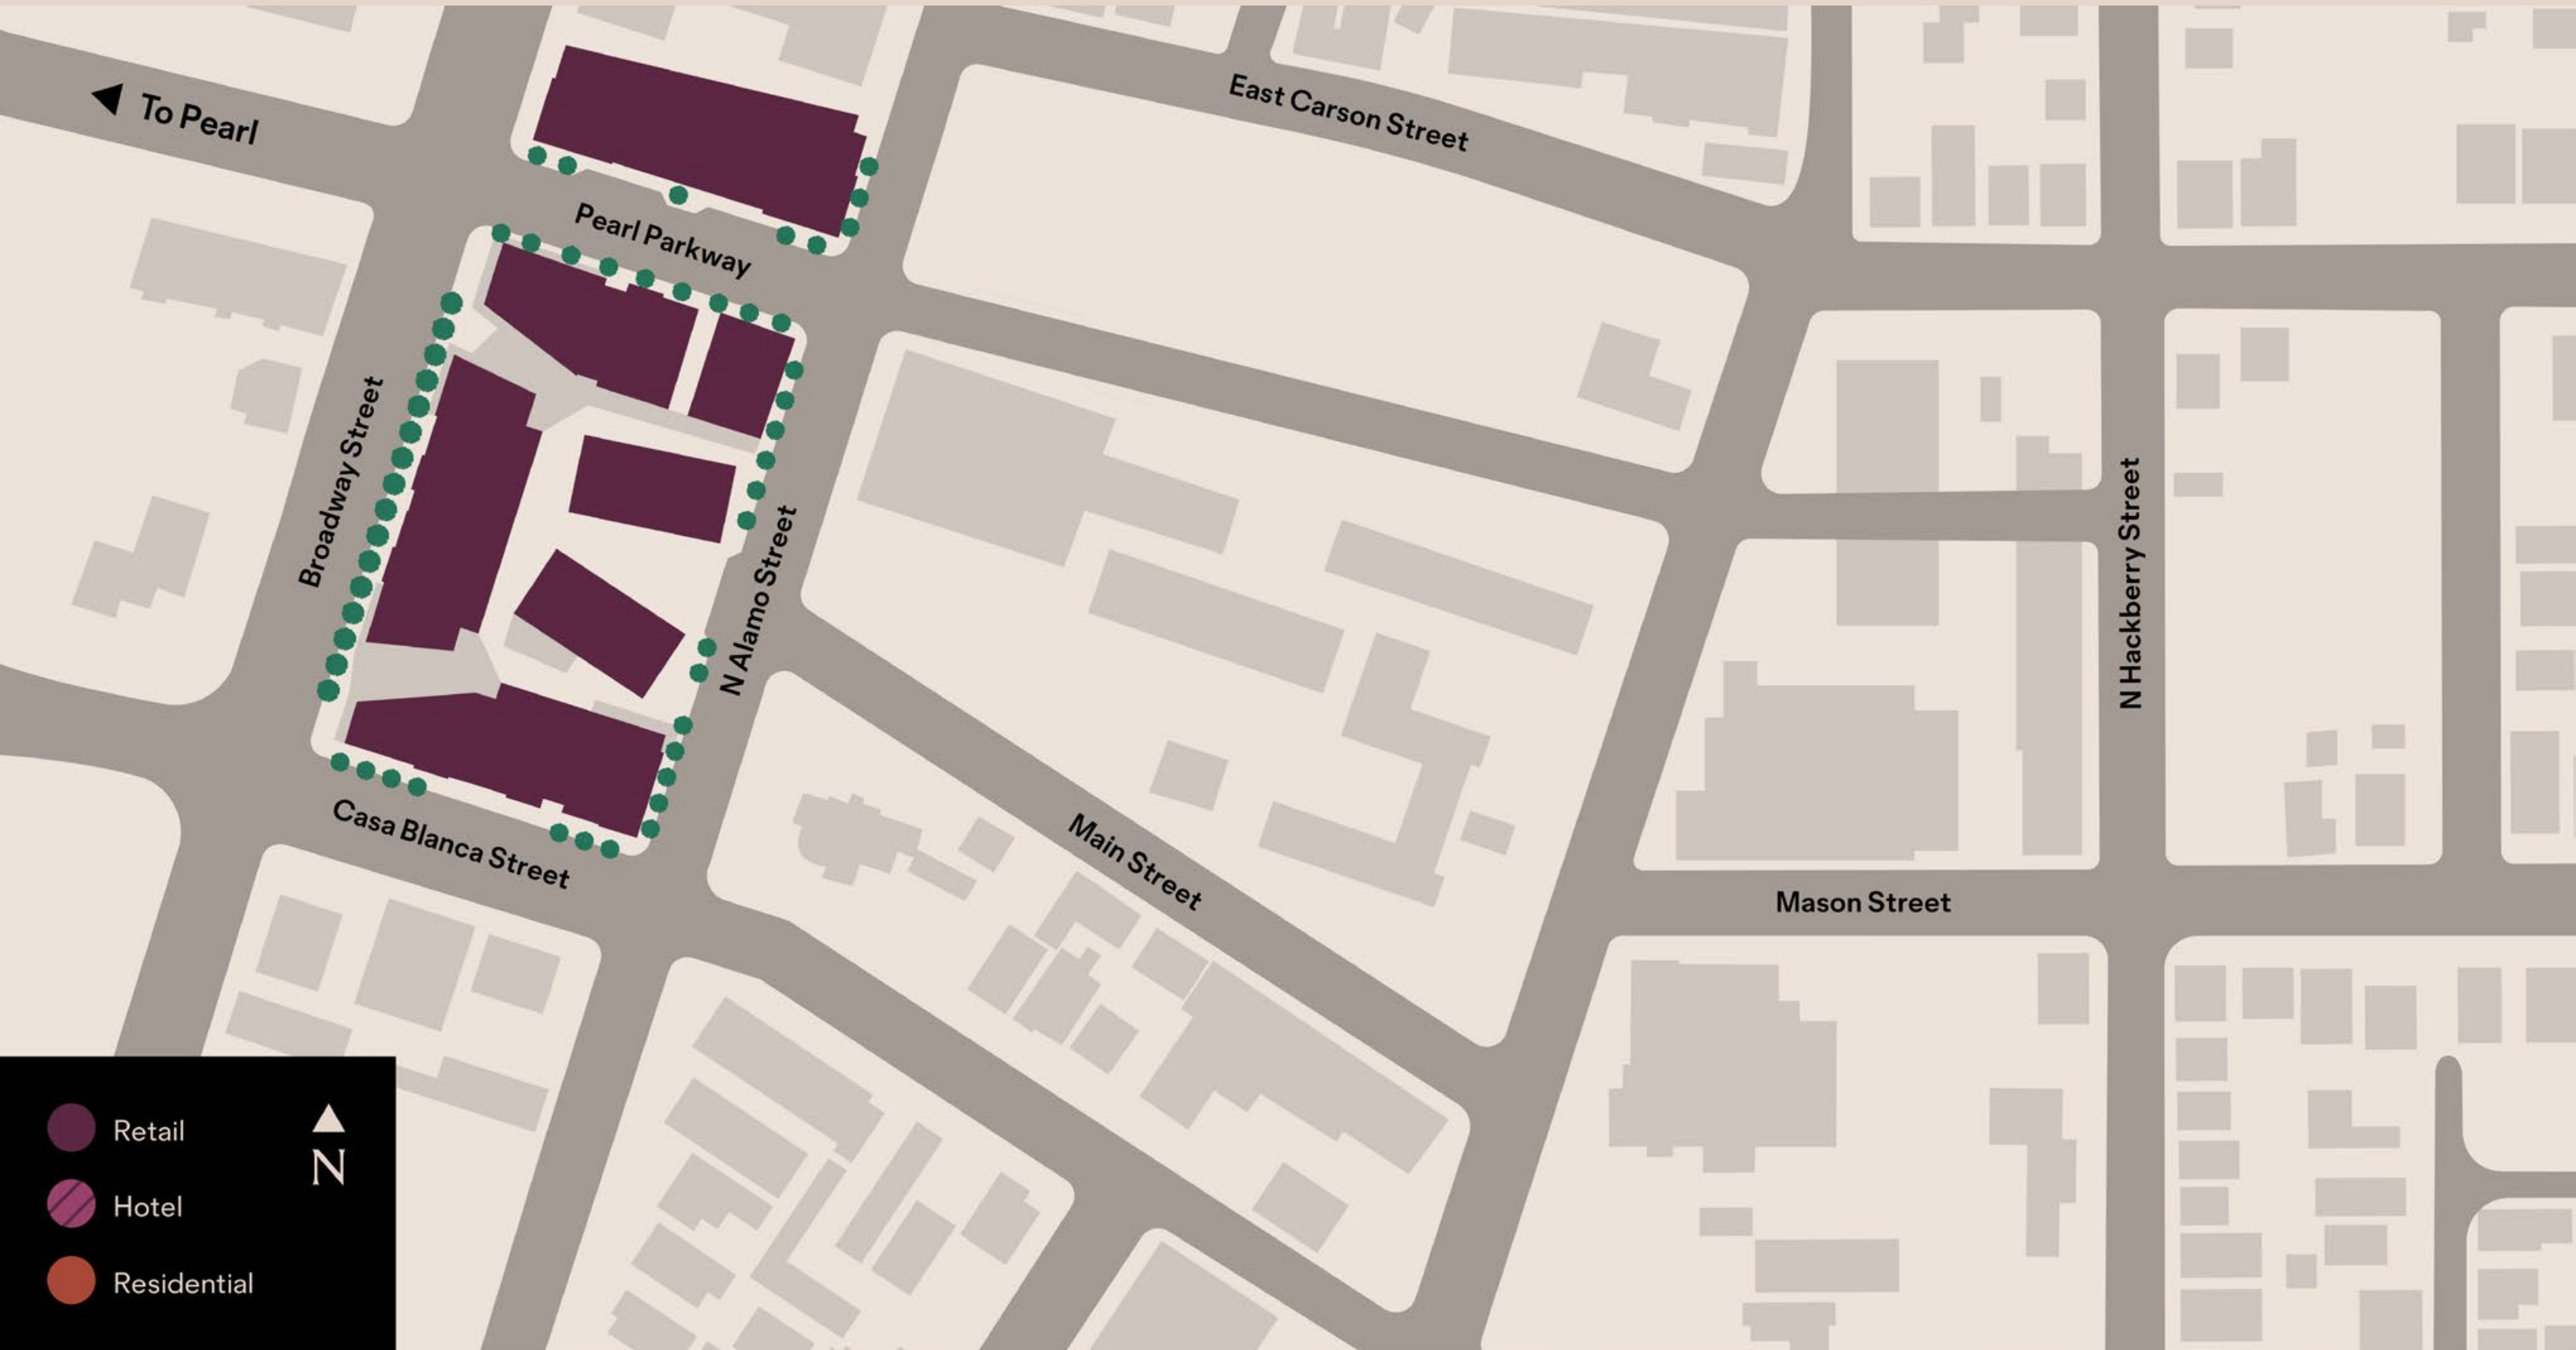 East Carson Street
To Pearl
Pearl Parkway
Broadway Street
N Alamo Street
N Hackberry Street
Casa Blanca Street
Main Street
Mason Street
Retail
N
Hotel
Residential